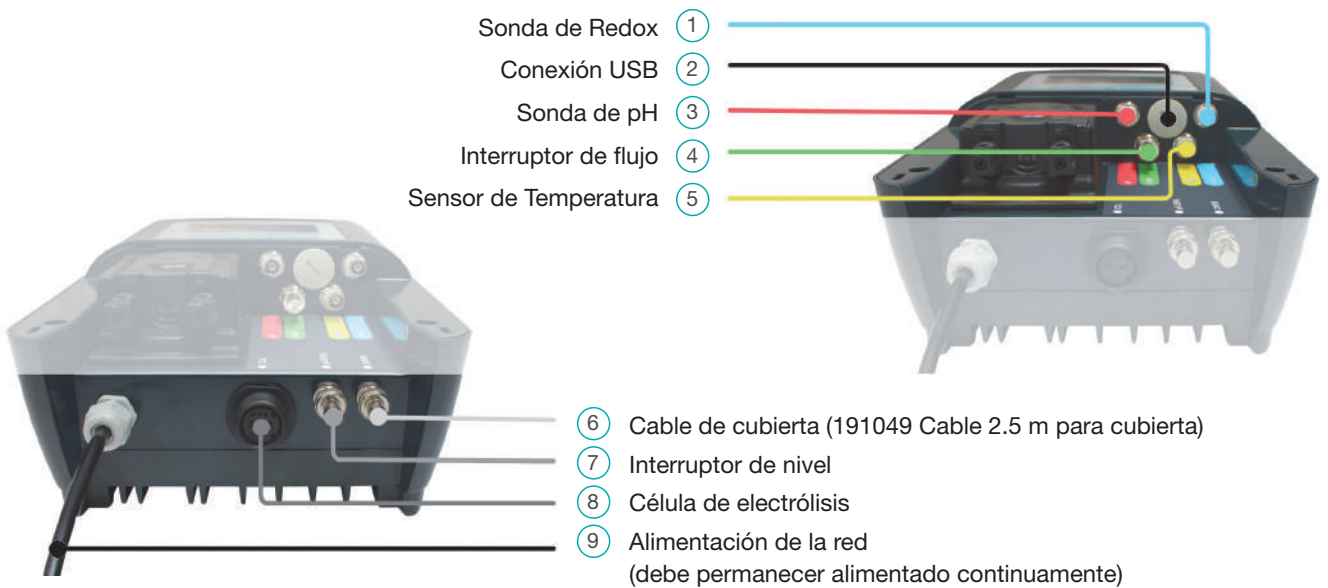 Sonda de Redox 1
Conexión USB 2
Sonda de pH 3
Interruptor de flujo 4
Sensor de Temperatura 5
6 Cable de cubierta (191049 Cable 2.5 m para cubierta)
7 Interruptor de nivel
8 Célula de electrólisis
9 Alimentación de la red
(debe permanecer alimentado continuamente)